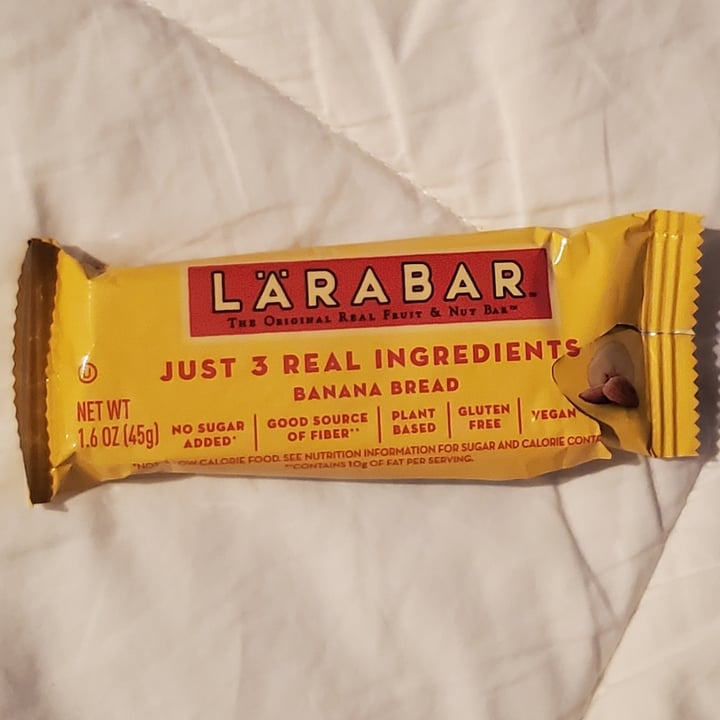 LÄRABAR™
THE ORIGINAL REAL FRUIT & NUT BAR™
JUST 3 REAL INGREDIENTS
BANANA BREAD
U
NET WT
1.6 OZ (45g)
NO SUGAR
ADDED*
GOOD SOURCE
OF FIBER**
PLANT
BASED
GLUTEN
FREE
VEGAN
CALORIE FOOD. SEE NUTRITION INFORMATION FOR SUGAR AND CALORIE
**CONTAINS 10g OF FAT PER SERVING.